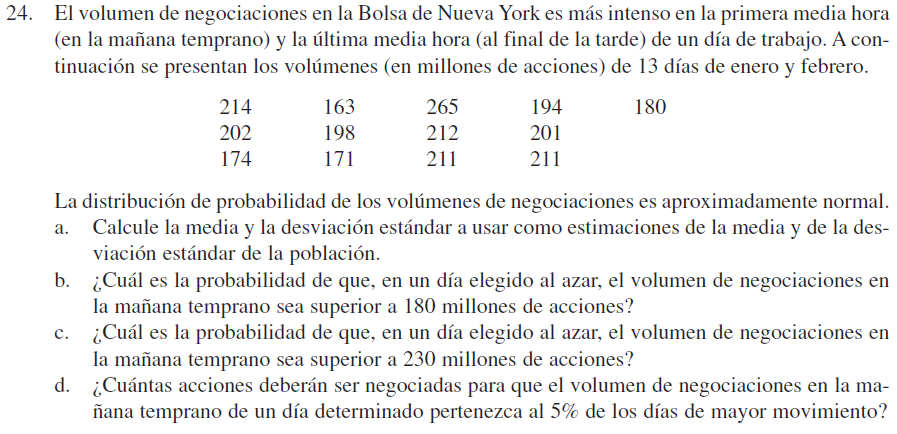 24. El volumen de negociaciones en la Bolsa de Nueva York es más intenso en la primera media hora
(en la mañana temprano) y la última media hora (al final de la tarde) de un día de trabajo. A con-
tinuación se presentan los volúmenes (en millones de acciones) de 13 días de enero y febrero.
214 163 265 194 180
202 198 212 201
174 171 211 211
La distribución de probabilidad de los volúmenes de negociaciones es aproximadamente normal.
a. Calcule la media y la desviación estándar a usar como estimaciones de la media y de la des-
viación estándar de la población.
b. ¿Cuál es la probabilidad de que, en un día elegido al azar, el volumen de negociaciones en
la mañana temprano sea superior a 180 millones de acciones?
c. ¿Cuál es la probabilidad de que, en un día elegido al azar, el volumen de negociaciones en
la mañana temprano sea superior a 230 millones de acciones?
d. ¿Cuántas acciones deberán ser negociadas para que el volumen de negociaciones en la ma-
ñana temprano de un día determinado pertenezca al 5% de los días de mayor movimiento?